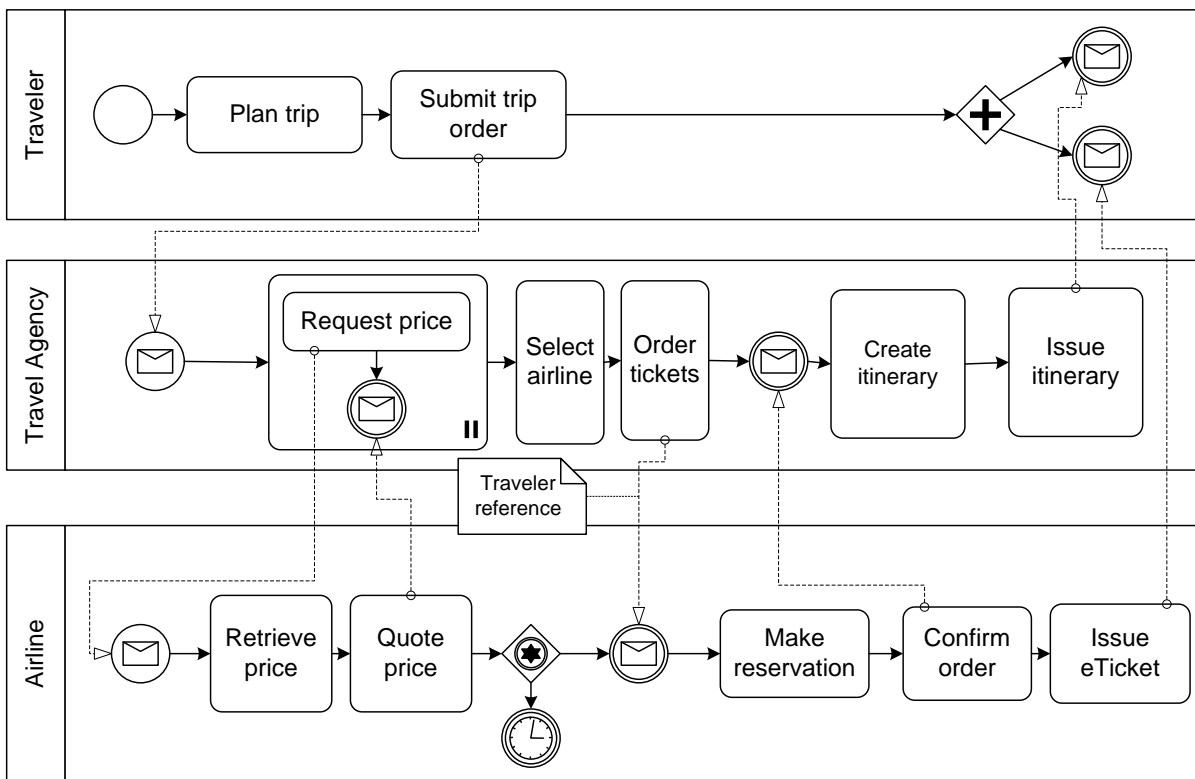 Traveler
Plan trip
Submit trip
order
Travel Agency
Request price
Select
airline
Order
tickets
Create
itinerary
Issue
itinerary
Traveler
reference
Airline
Retrieve
price
Quote
price
Make
reservation
Confirm
order
Issue
eTicket